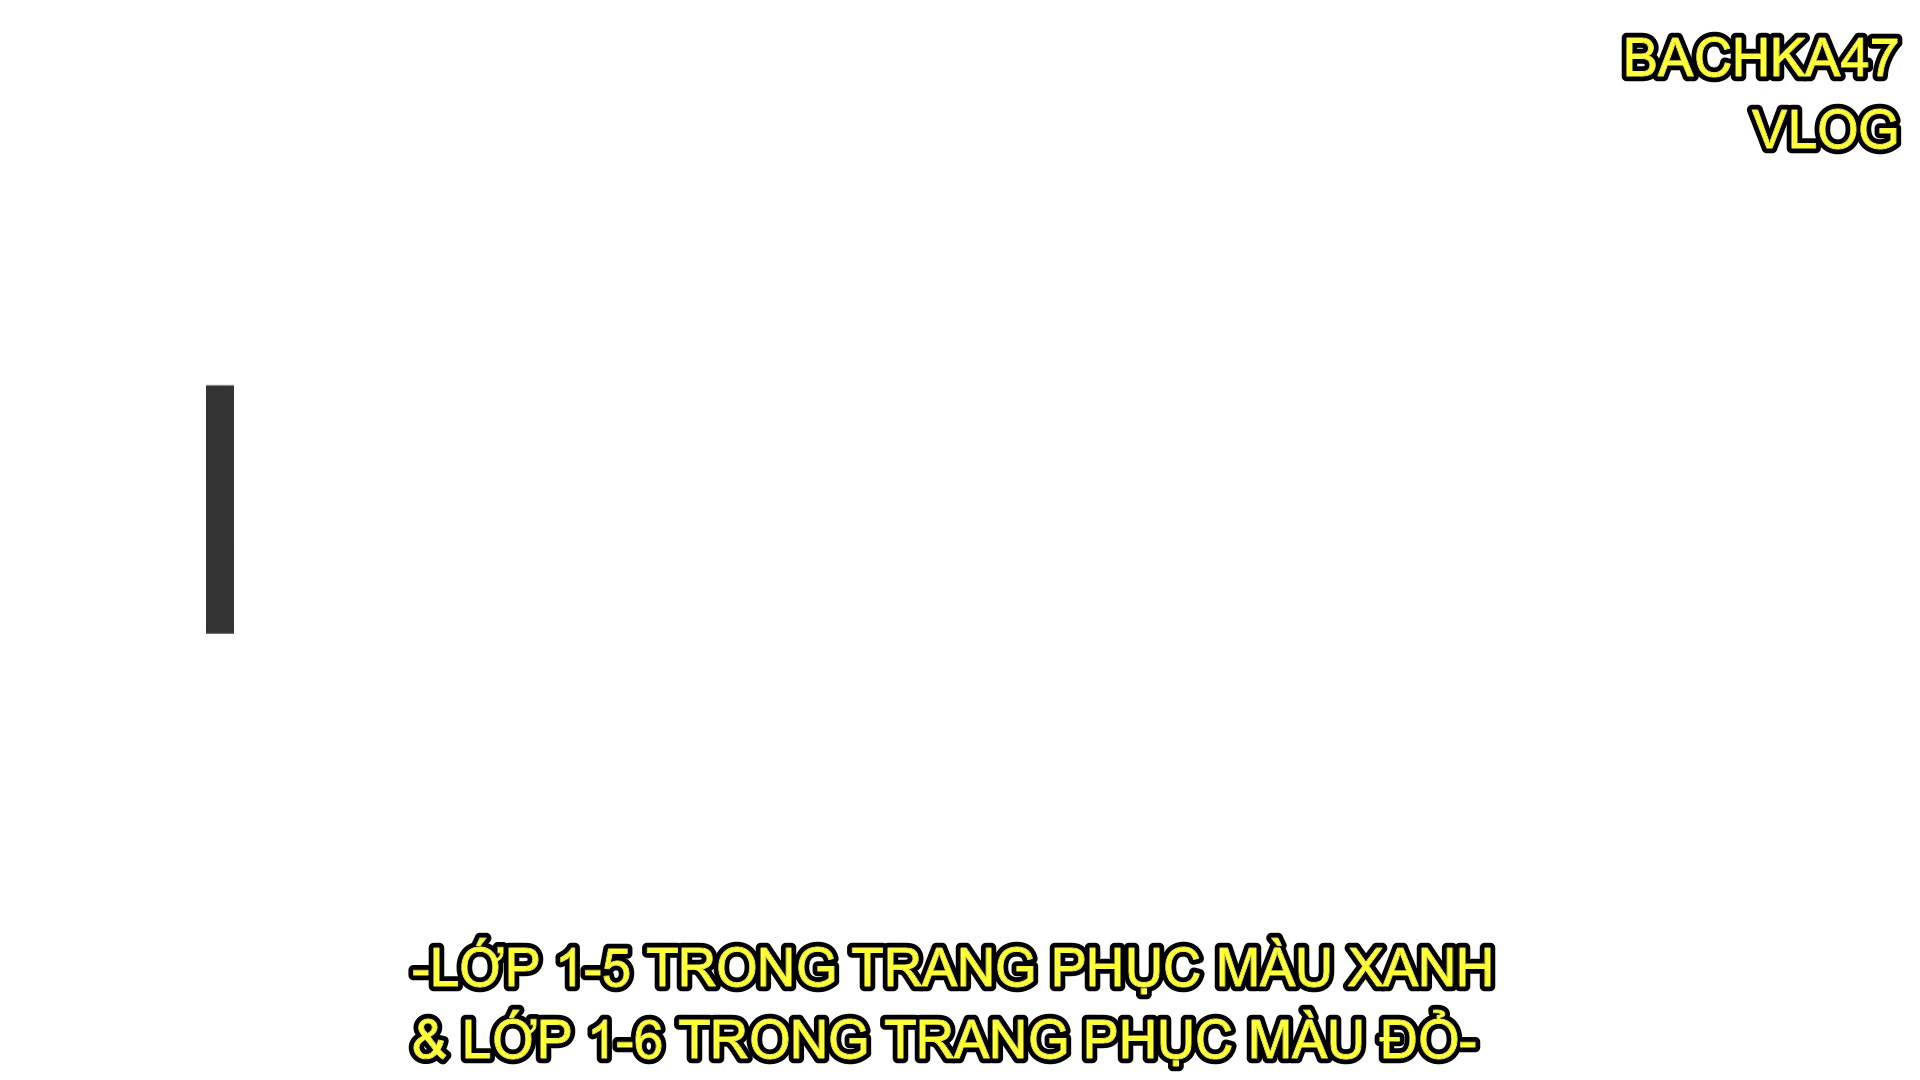 BACHKA47
VLOG
-LỚP 1-5 TRONG TRANG PHỤC MÀU XANH
& LỚP 1-6 TRONG TRANG PHỤC MÀU ĐỎ-